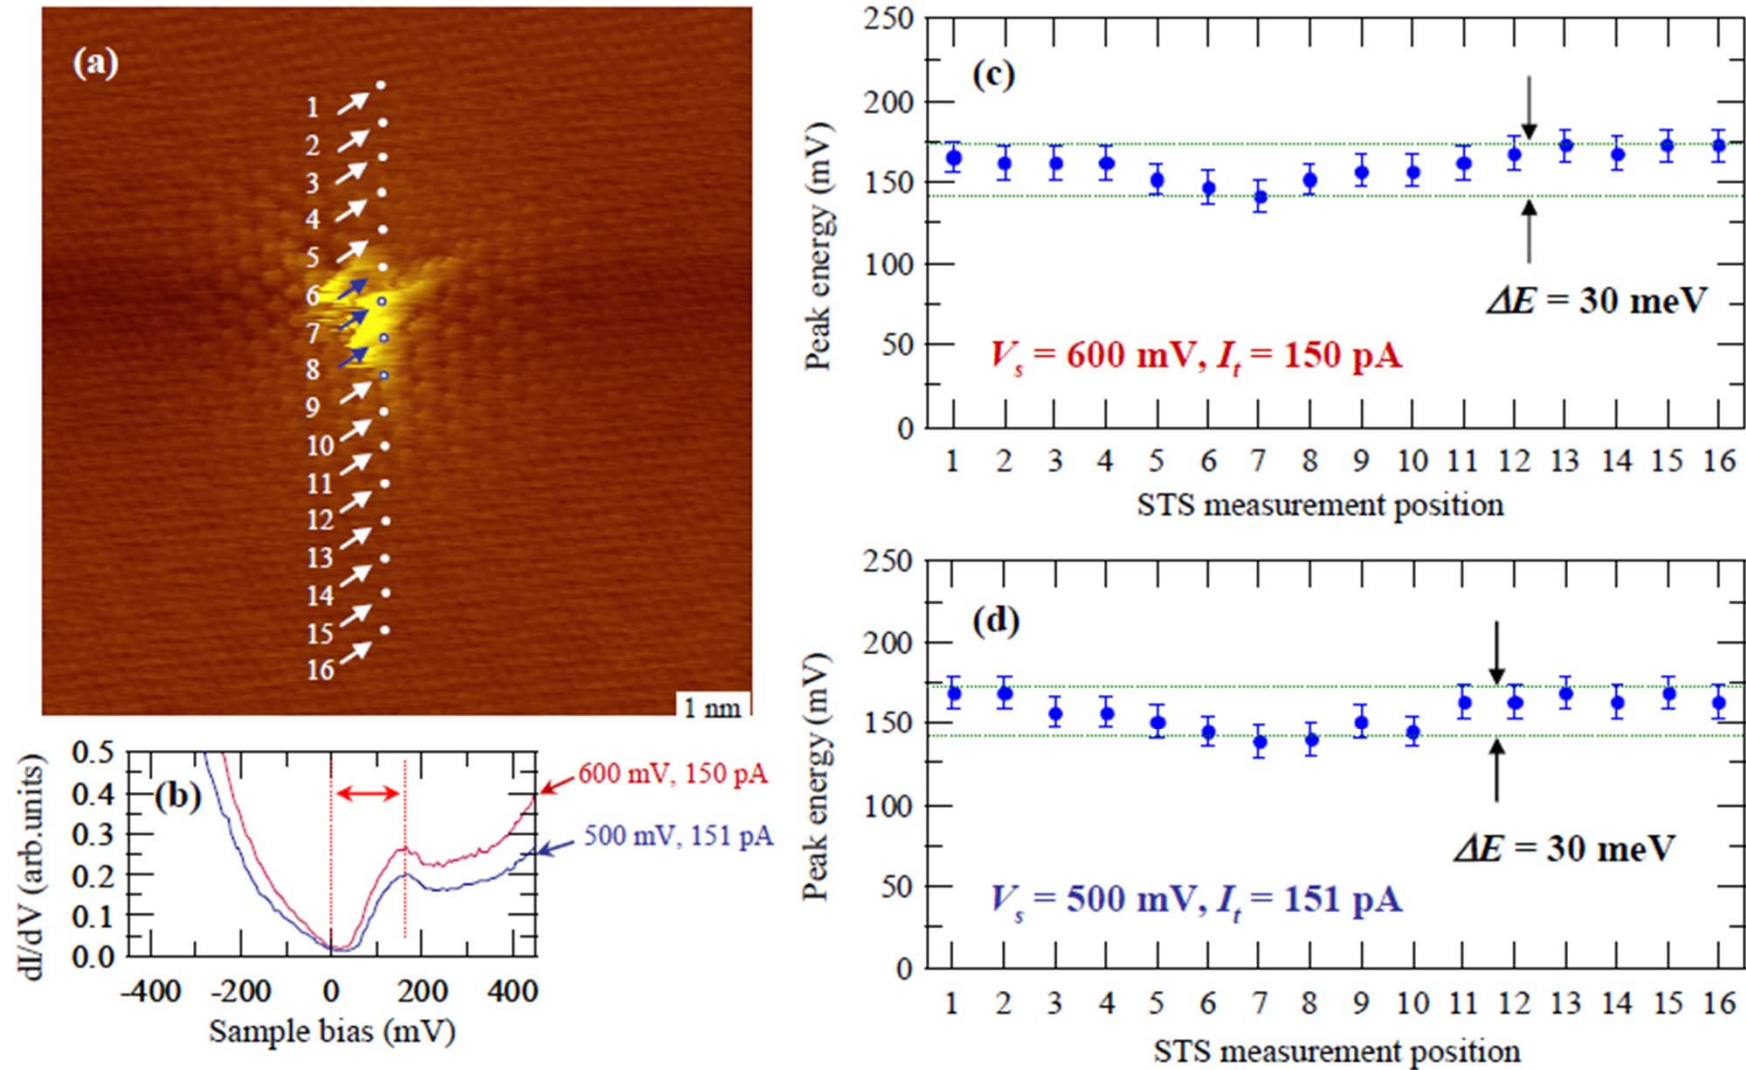 (a)
1
2
3
4
5
6
7
8
9
10
11
12
13
14
15
16
1 nm
(b)
0.5
0.4
0.3
0.2
0.1
0.0
dI/dV (arb.units)
-400 -200 0 200 400
Sample bias (mV)
600 mV, 150 pA
500 mV, 151 pA
(c)
250
200
150
100
50
0
Peak energy (mV)
ΔE = 30 meV
Vs = 600 mV, It = 150 pA
1 2 3 4 5 6 7 8 9 10 11 12 13 14 15 16
STS measurement position
(d)
250
200
150
100
50
0
Peak energy (mV)
ΔE = 30 meV
Vs = 500 mV, It = 151 pA
1 2 3 4 5 6 7 8 9 10 11 12 13 14 15 16
STS measurement position